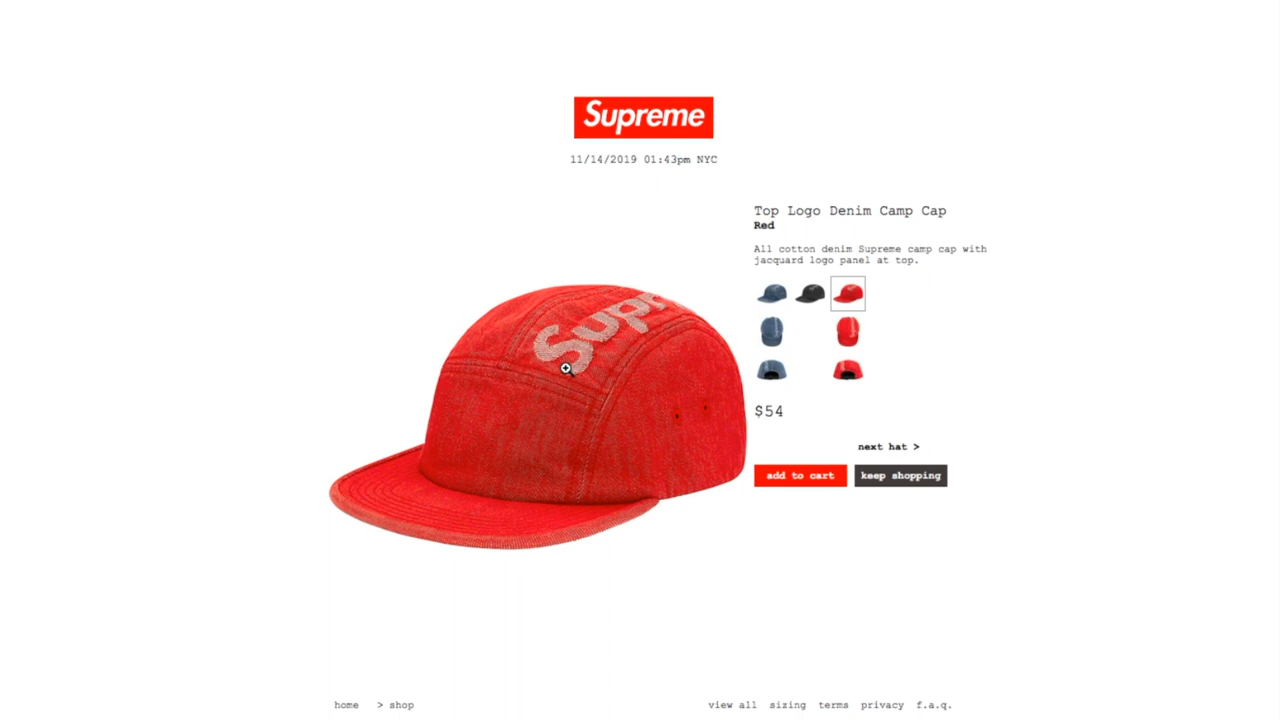 Supreme
11/14/2019 01:43pm NYC
Top Logo Denim Camp Cap
Red
All cotton denim Supreme camp cap with
jacquard logo panel at top.
Supr
$54
next hat >
add to cart
keep shopping
home > shop
view all sizing terms privacy f.a.q.